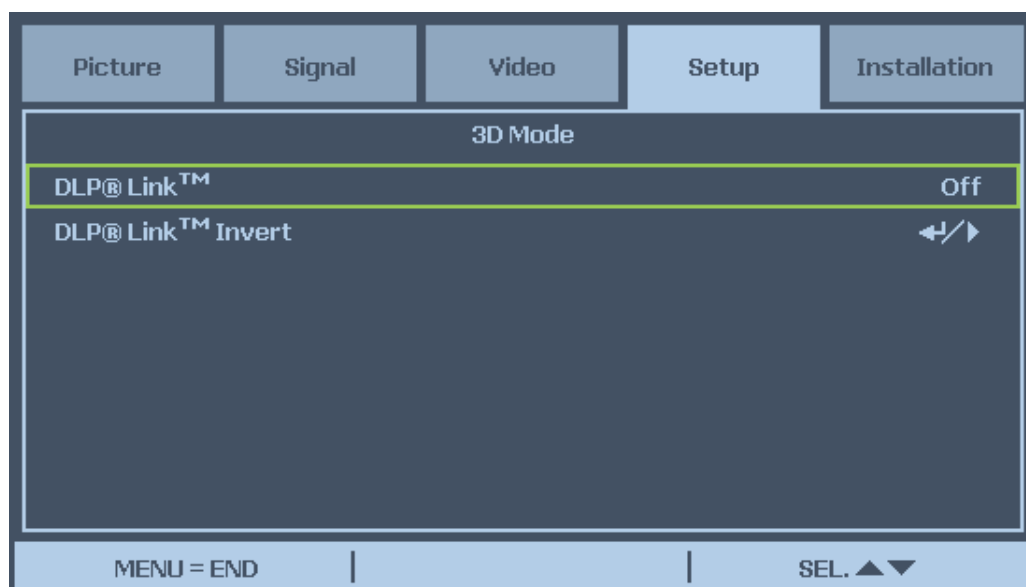 Picture Signal Video Setup Installation
3D Mode
DLP® Link™ Off
DLP® Link™ Invert
MENU = END SEL.